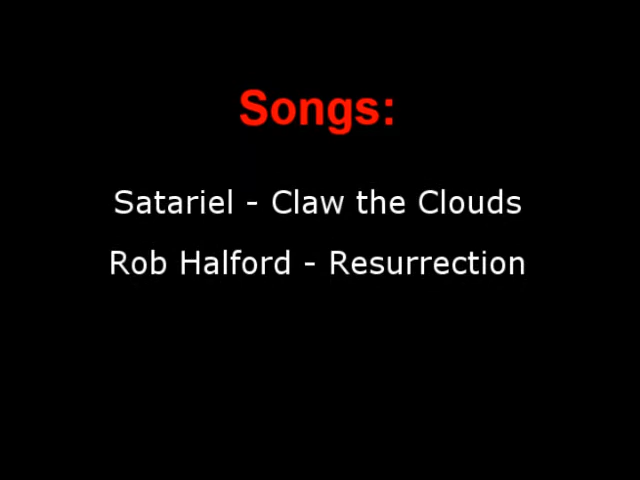 Songs:
Satariel - Claw the Clouds
Rob Halford - Resurrection